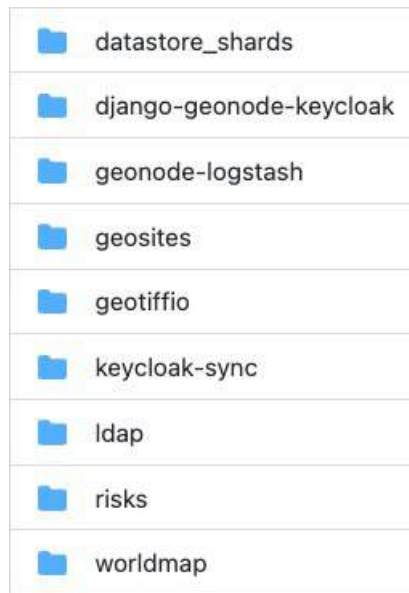 datastore_shards
django-geonode-keycloak
geonode-logstash
geosites
geotiffio
keycloak-sync
ldap
risks
worldmap